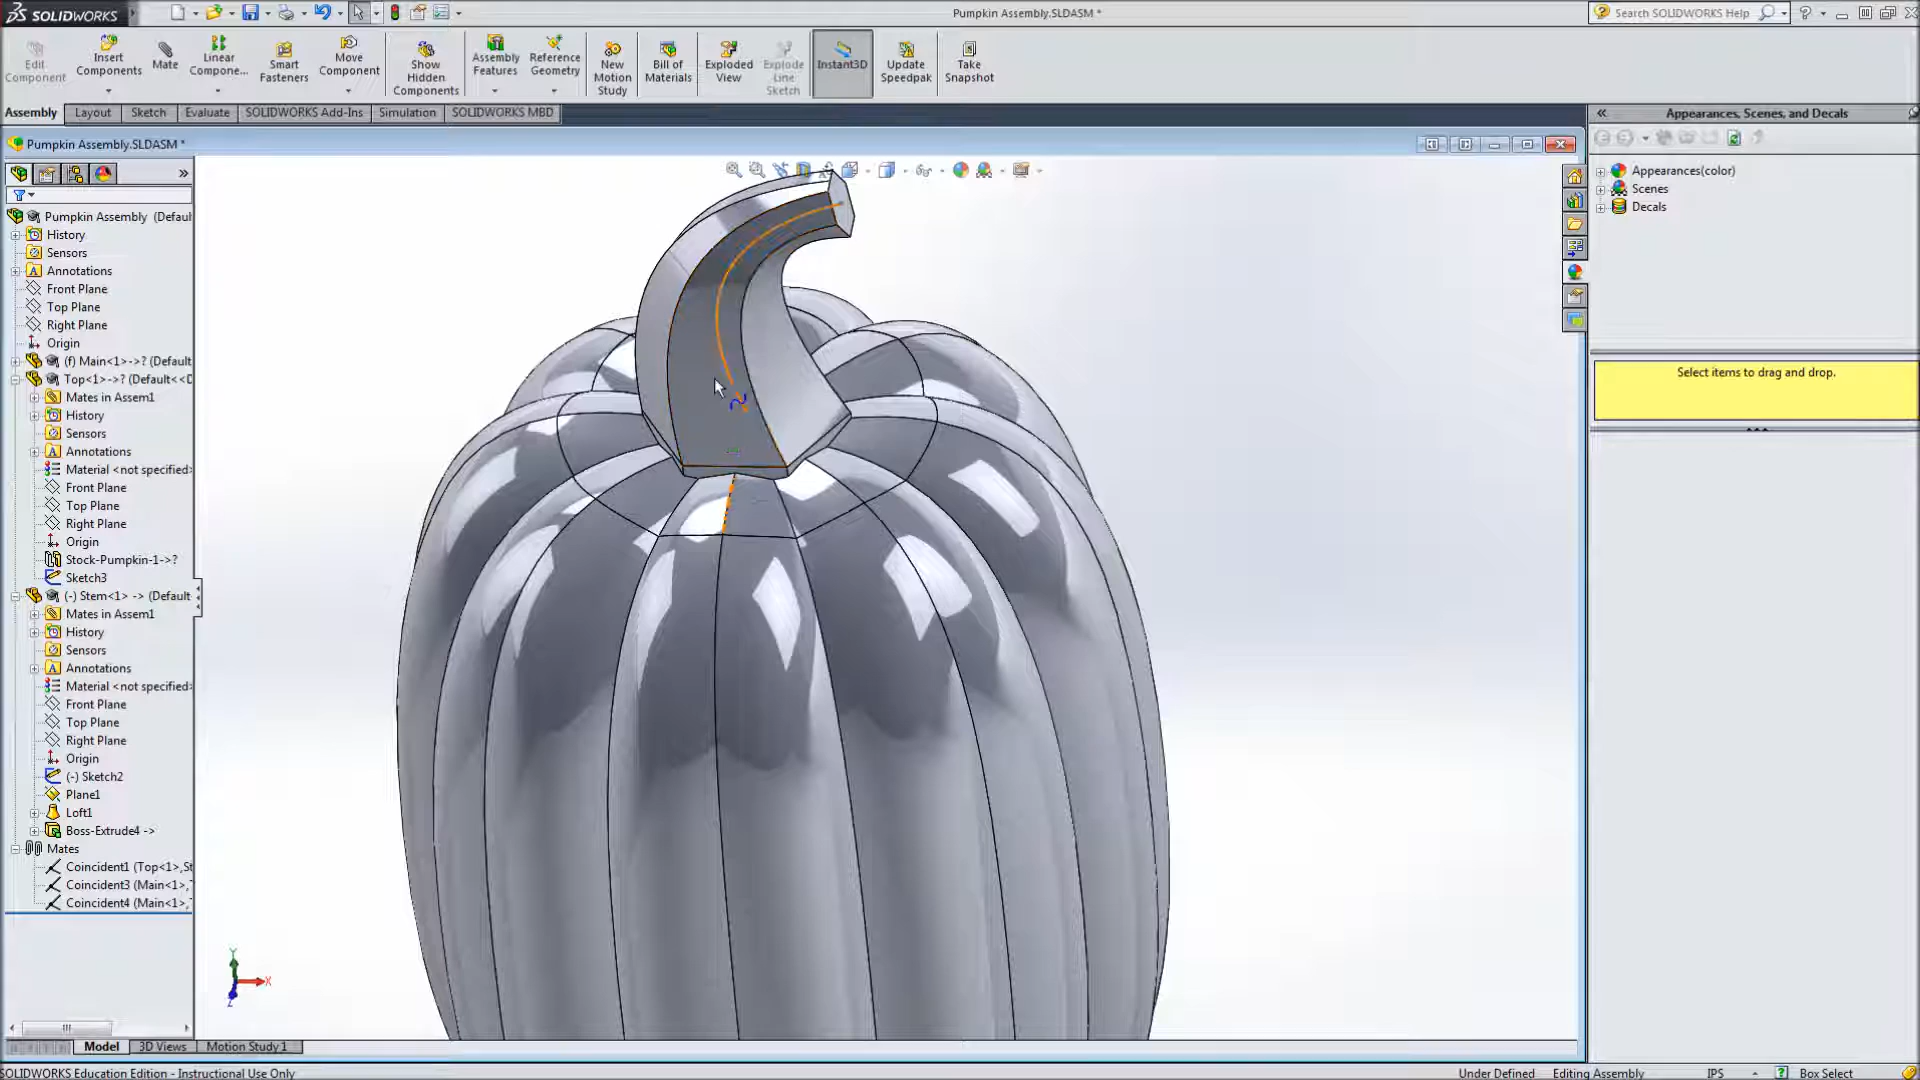 SOLIDWORKS
Pumpkin Assembly.SLDASM *
Search SOLIDWORKS Help
Edit Component
Insert Components
Mate
Linear Compone...
Smart Fasteners
Move Component
Show Hidden Components
Assembly Features
Reference Geometry
New Motion Study
Bill of Materials
Exploded View
Explode Line Sketch
Instant3D
Update Speedpak
Take Snapshot
Assembly
Layout
Sketch
Evaluate
SOLIDWORKS Add-Ins
Simulation
SOLIDWORKS MBD
Appearances, Scenes, and Decals
Pumpkin Assembly.SLDASM *
Pumpkin Assembly (Defaul
History
Sensors
Annotations
Front Plane
Top Plane
Right Plane
Origin
(f) Main<1>->? (Default
Top<1>->? (Default<<D
Mates in Assem1
History
Sensors
Annotations
Material <not specified>
Front Plane
Top Plane
Right Plane
Origin
Stock-Pumpkin-1->?
Sketch3
(-) Stem<1> -> (Default
Mates in Assem1
History
Sensors
Annotations
Material <not specified>
Front Plane
Top Plane
Right Plane
Origin
(-) Sketch2
Plane1
Loft1
Boss-Extrude4 ->
Mates
Coincident1 (Top<1>,St
Coincident3 (Main<1>,
Coincident4 (Main<1>,
Appearances(color)
Scenes
Decals
Select items to drag and drop.
Y
X
Z
Model
3D Views
Motion Study 1
SOLIDWORKS Education Edition - Instructional Use Only
Under Defined
Editing Assembly
IPS
Box Select